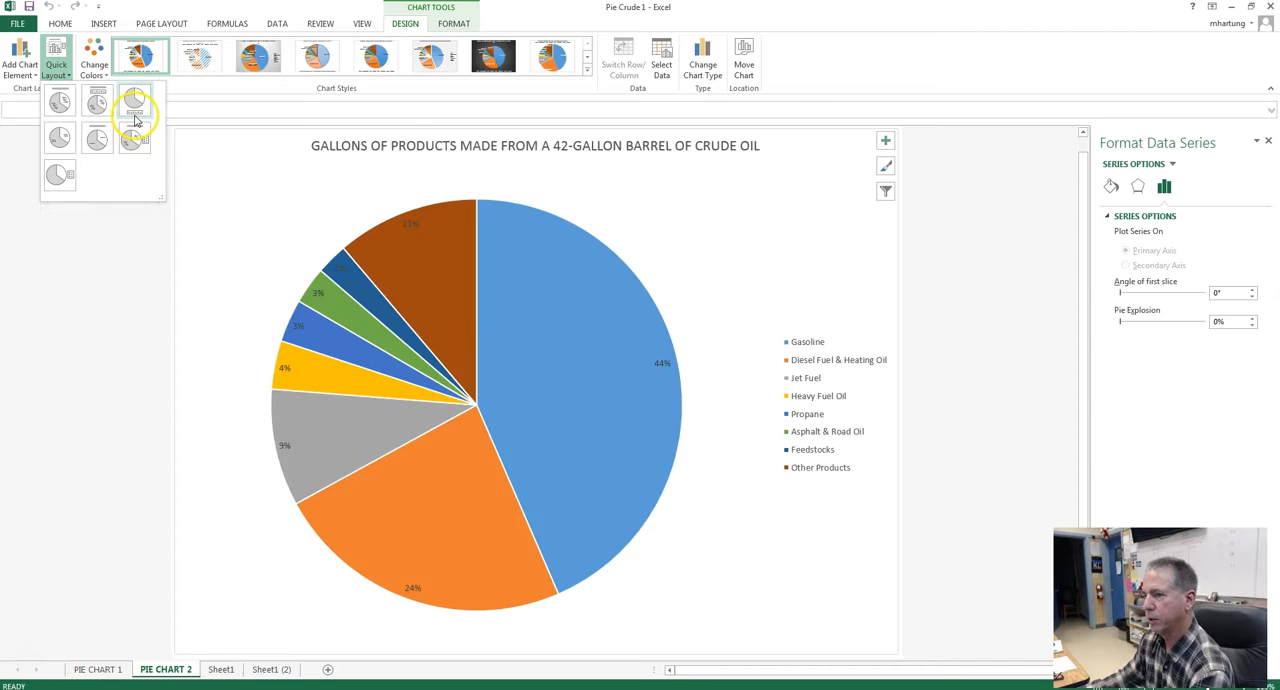 CHART TOOLS
Pie Crude 1 - Excel
?
FILE HOME INSERT PAGE LAYOUT FORMULAS DATA REVIEW VIEW DESIGN FORMAT
mhartung
Add Chart Element
Quick Layout
Change Colors
Switch Row/
Column
Select
Data
Change
Chart Type
Move
Chart
Chart La
Chart Styles
Data
Type
Location
GALLONS OF PRODUCTS MADE FROM A 42-GALLON BARREL OF CRUDE OIL
11%
3%
3%
4%
9%
24%
44%
Gasoline
Diesel Fuel & Heating Oil
Jet Fuel
Heavy Fuel Oil
Propane
Asphalt & Road Oil
Feedstocks
Other Products
Format Data Series
SERIES OPTIONS
SERIES OPTIONS
Plot Series On
Primary Axis
Secondary Axis
Angle of first slice
0°
Pie Explosion
0%
PIE CHART 1 PIE CHART 2 Sheet1 Sheet1 (2)
READY